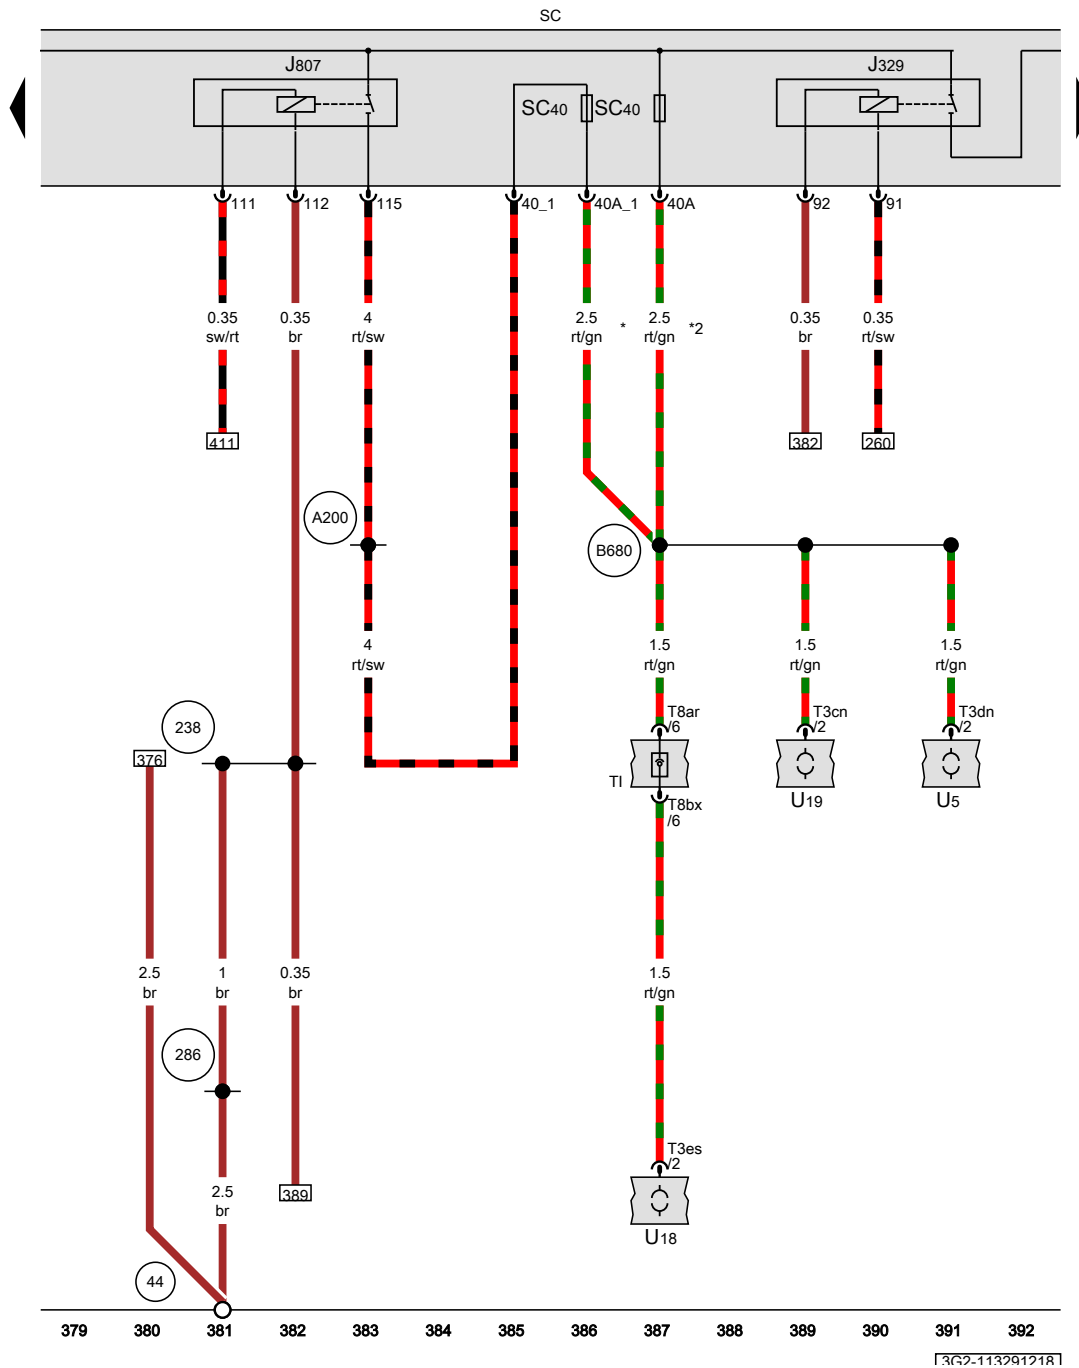 SC
J807
J329
SC40
SC40
111
112
115
40_1
40A_1
40A
92
91
0.35
sw/rt
0.35
br
4
rt/sw
2.5
rt/gn
*
2.5
rt/gn
*2
0.35
br
0.35
rt/sw
411
382
260
A200
B680
4
rt/sw
1.5
rt/gn
1.5
rt/gn
1.5
rt/gn
238
376
T8ar
/6
T3cn
/2
T3dn
/2
TI
U19
U5
T8bx
/6
2.5
br
1
br
0.35
br
1.5
rt/gn
286
T3es
/2
2.5
br
389
U18
44
379
380
381
382
383
384
385
386
387
388
389
390
391
392
3G2-113291218